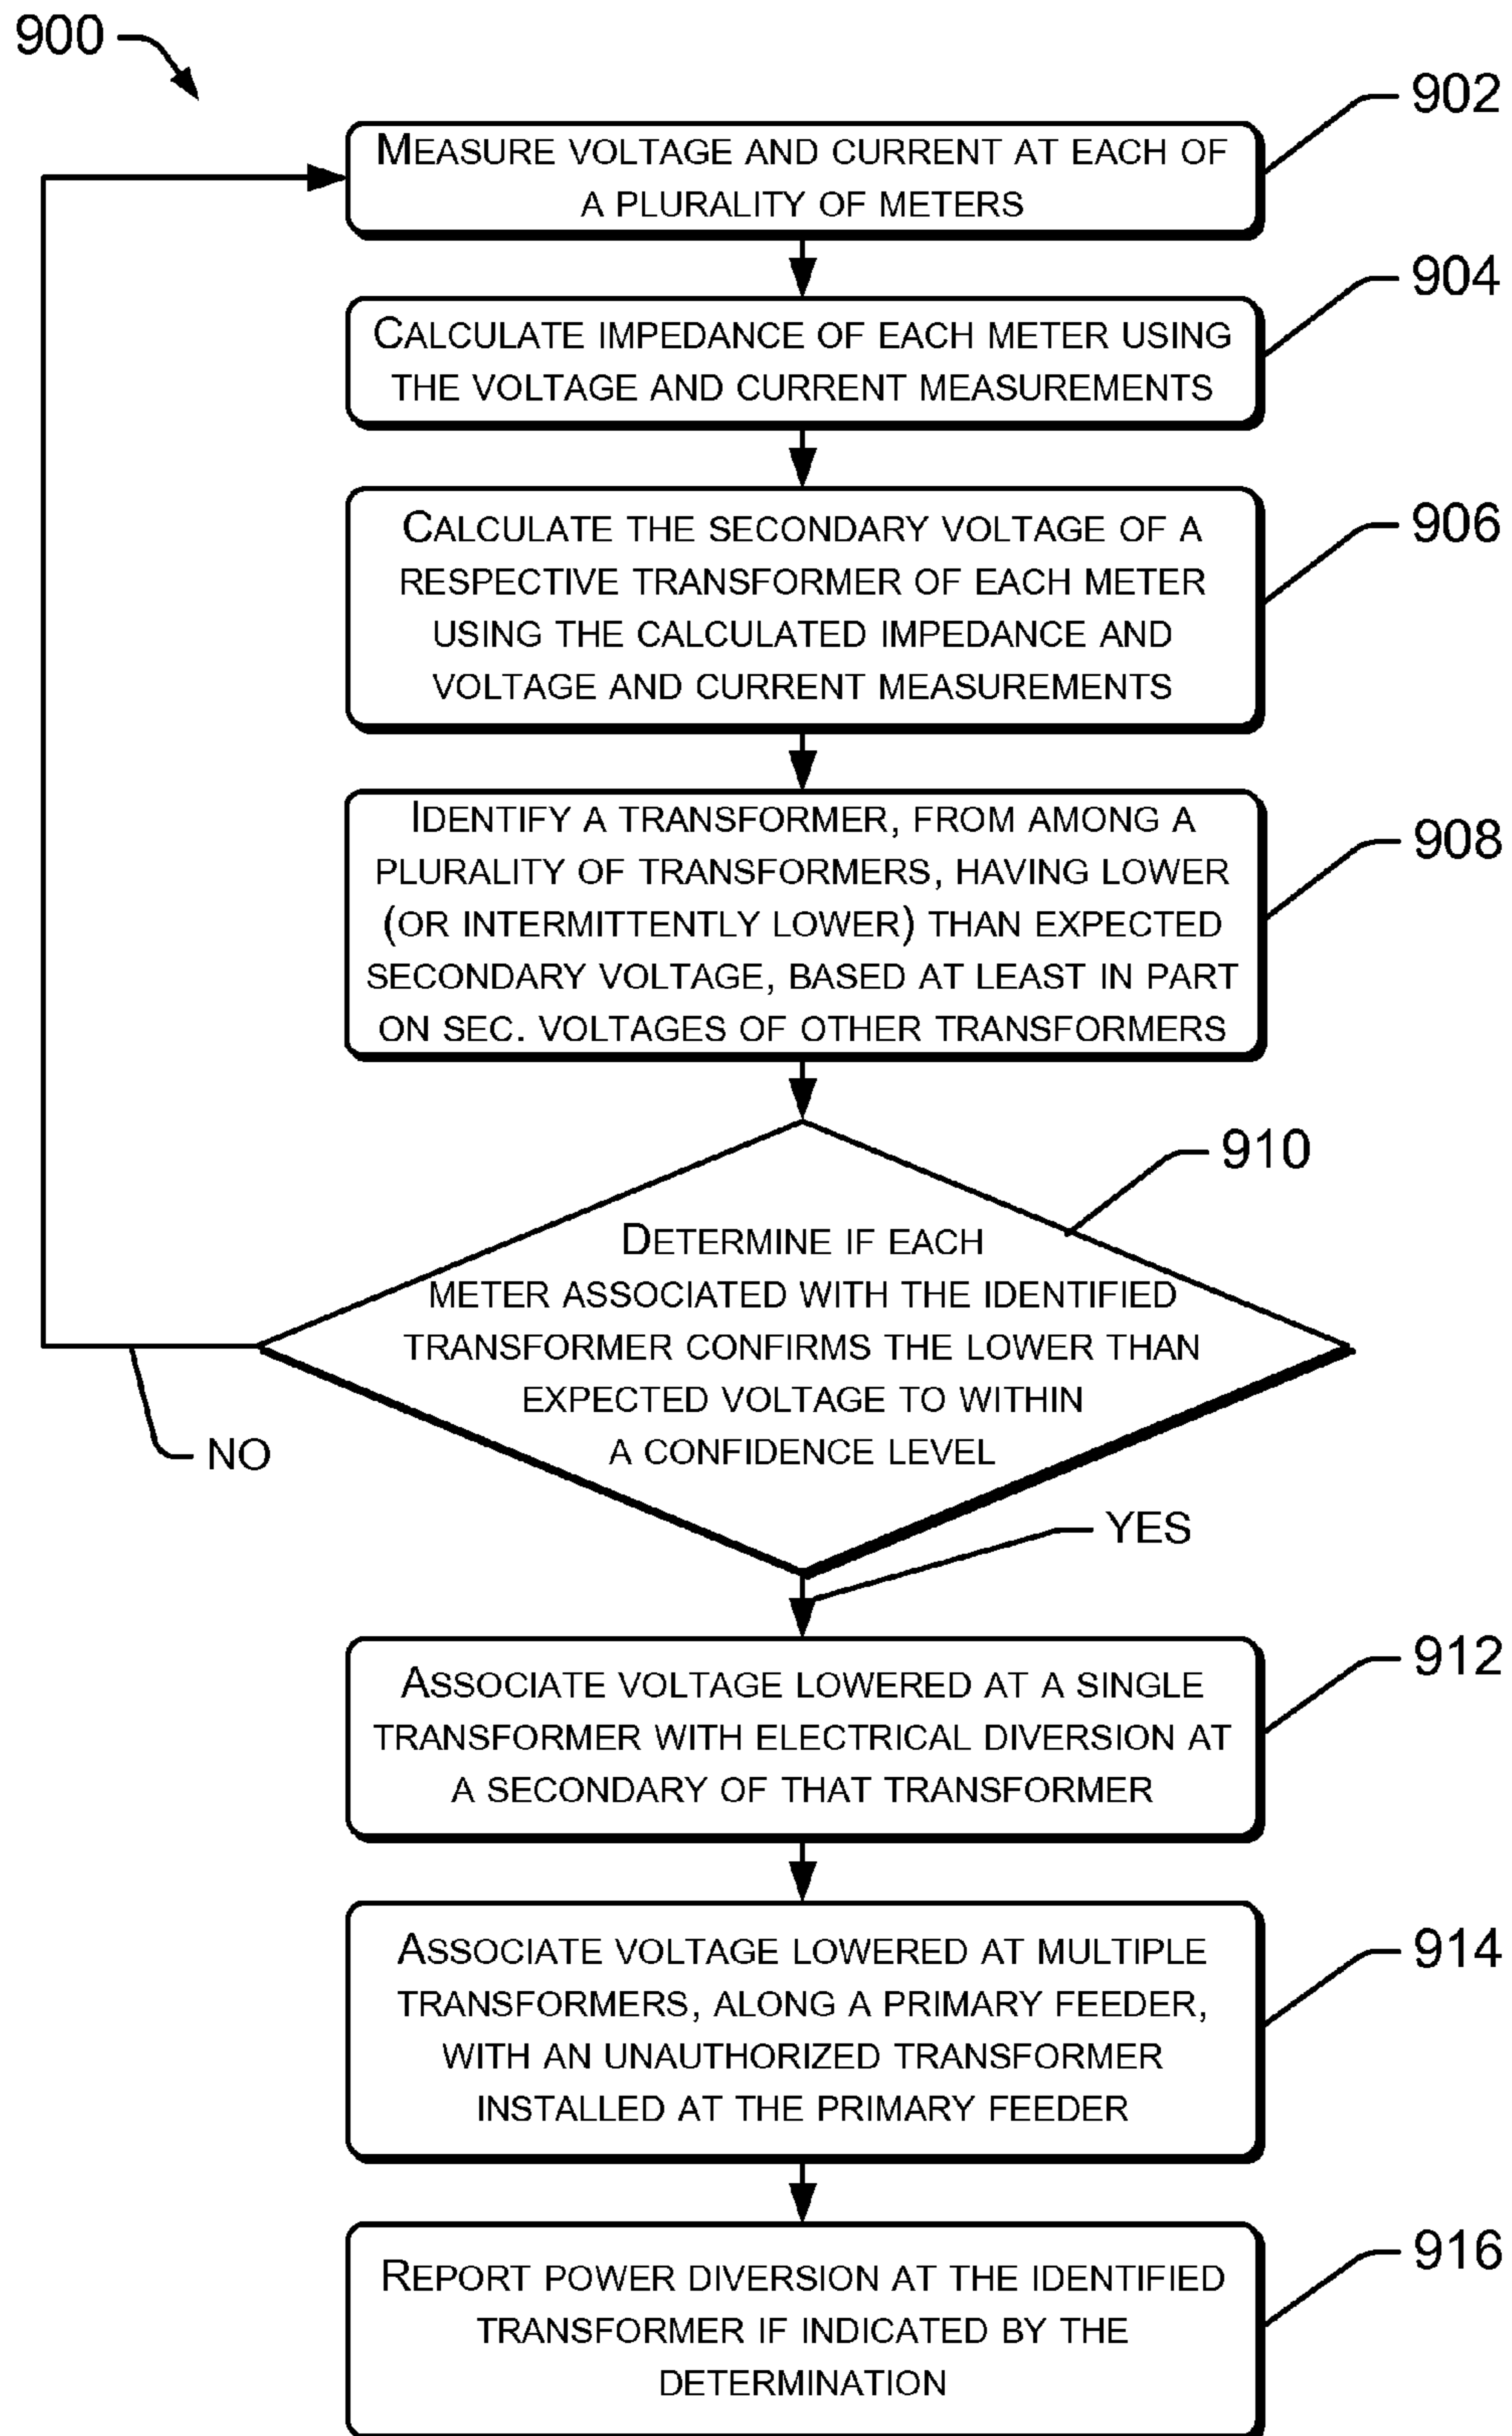 900
902
MEASURE VOLTAGE AND CURRENT AT EACH OF
A PLURALITY OF METERS
904
CALCULATE IMPEDANCE OF EACH METER USING
THE VOLTAGE AND CURRENT MEASUREMENTS
906
CALCULATE THE SECONDARY VOLTAGE OF A
RESPECTIVE TRANSFORMER OF EACH METER
USING THE CALCULATED IMPEDANCE AND
VOLTAGE AND CURRENT MEASUREMENTS
908
IDENTIFY A TRANSFORMER, FROM AMONG A
PLURALITY OF TRANSFORMERS, HAVING LOWER
(OR INTERMITTENTLY LOWER) THAN EXPECTED
SECONDARY VOLTAGE, BASED AT LEAST IN PART
ON SEC. VOLTAGES OF OTHER TRANSFORMERS
910
DETERMINE IF EACH
METER ASSOCIATED WITH THE IDENTIFIED
TRANSFORMER CONFIRMS THE LOWER THAN
EXPECTED VOLTAGE TO WITHIN
A CONFIDENCE LEVEL
NO
YES
912
ASSOCIATE VOLTAGE LOWERED AT A SINGLE
TRANSFORMER WITH ELECTRICAL DIVERSION AT
A SECONDARY OF THAT TRANSFORMER
914
ASSOCIATE VOLTAGE LOWERED AT MULTIPLE
TRANSFORMERS, ALONG A PRIMARY FEEDER,
WITH AN UNAUTHORIZED TRANSFORMER
INSTALLED AT THE PRIMARY FEEDER
916
REPORT POWER DIVERSION AT THE IDENTIFIED
TRANSFORMER IF INDICATED BY THE
DETERMINATION